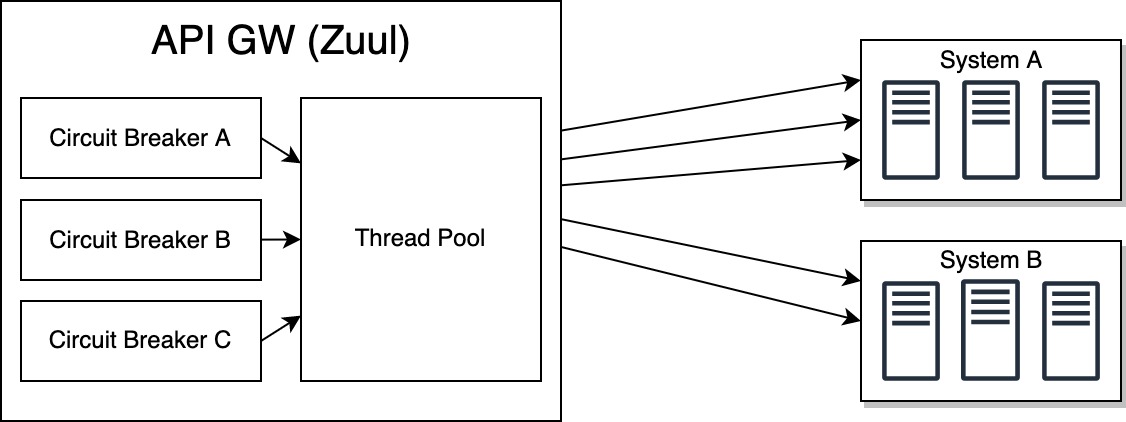 API GW (Zuul)
Circuit Breaker A
Circuit Breaker B
Circuit Breaker C
Thread Pool
System A
System B